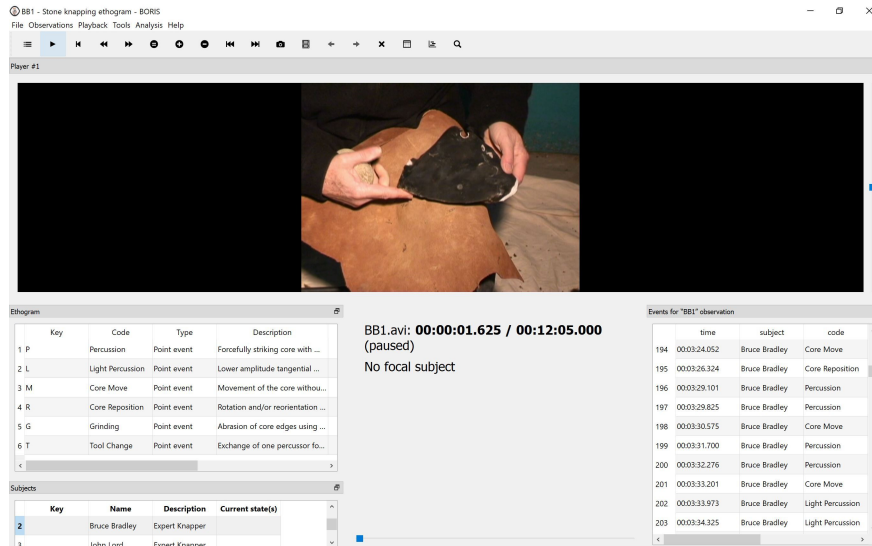 BB1 - Stone knapping ethogram - BORIS
File Observations Playback Tools Analysis Help
Player #1
Ethogram
Key Code Type Description
1 P Percussion Point event Forcefully striking core with ...
2 L Light Percussion Point event Lower amplitude tangential ...
3 M Core Move Point event Movement of the core withou...
4 R Core Reposition Point event Rotation and/or reorientation ...
5 G Grinding Point event Abrasion of core edges using ...
6 T Tool Change Point event Exchange of one percussor fo...
Subjects
Key Name Description Current state(s)
2 Bruce Bradley Expert Knapper
3 John Lord Expert Knapper
BB1.avi: 00:00:01.625 / 00:12:05.000
(paused)
No focal subject
Events for "BB1" observation
time subject code
194 00:03:24.052 Bruce Bradley Core Move
195 00:03:26.324 Bruce Bradley Core Reposition
196 00:03:29.101 Bruce Bradley Percussion
197 00:03:29.825 Bruce Bradley Percussion
198 00:03:30.575 Bruce Bradley Core Move
199 00:03:31.700 Bruce Bradley Percussion
200 00:03:32.276 Bruce Bradley Percussion
201 00:03:33.201 Bruce Bradley Core Move
202 00:03:33.973 Bruce Bradley Light Percussion
203 00:03:34.325 Bruce Bradley Light Percussion